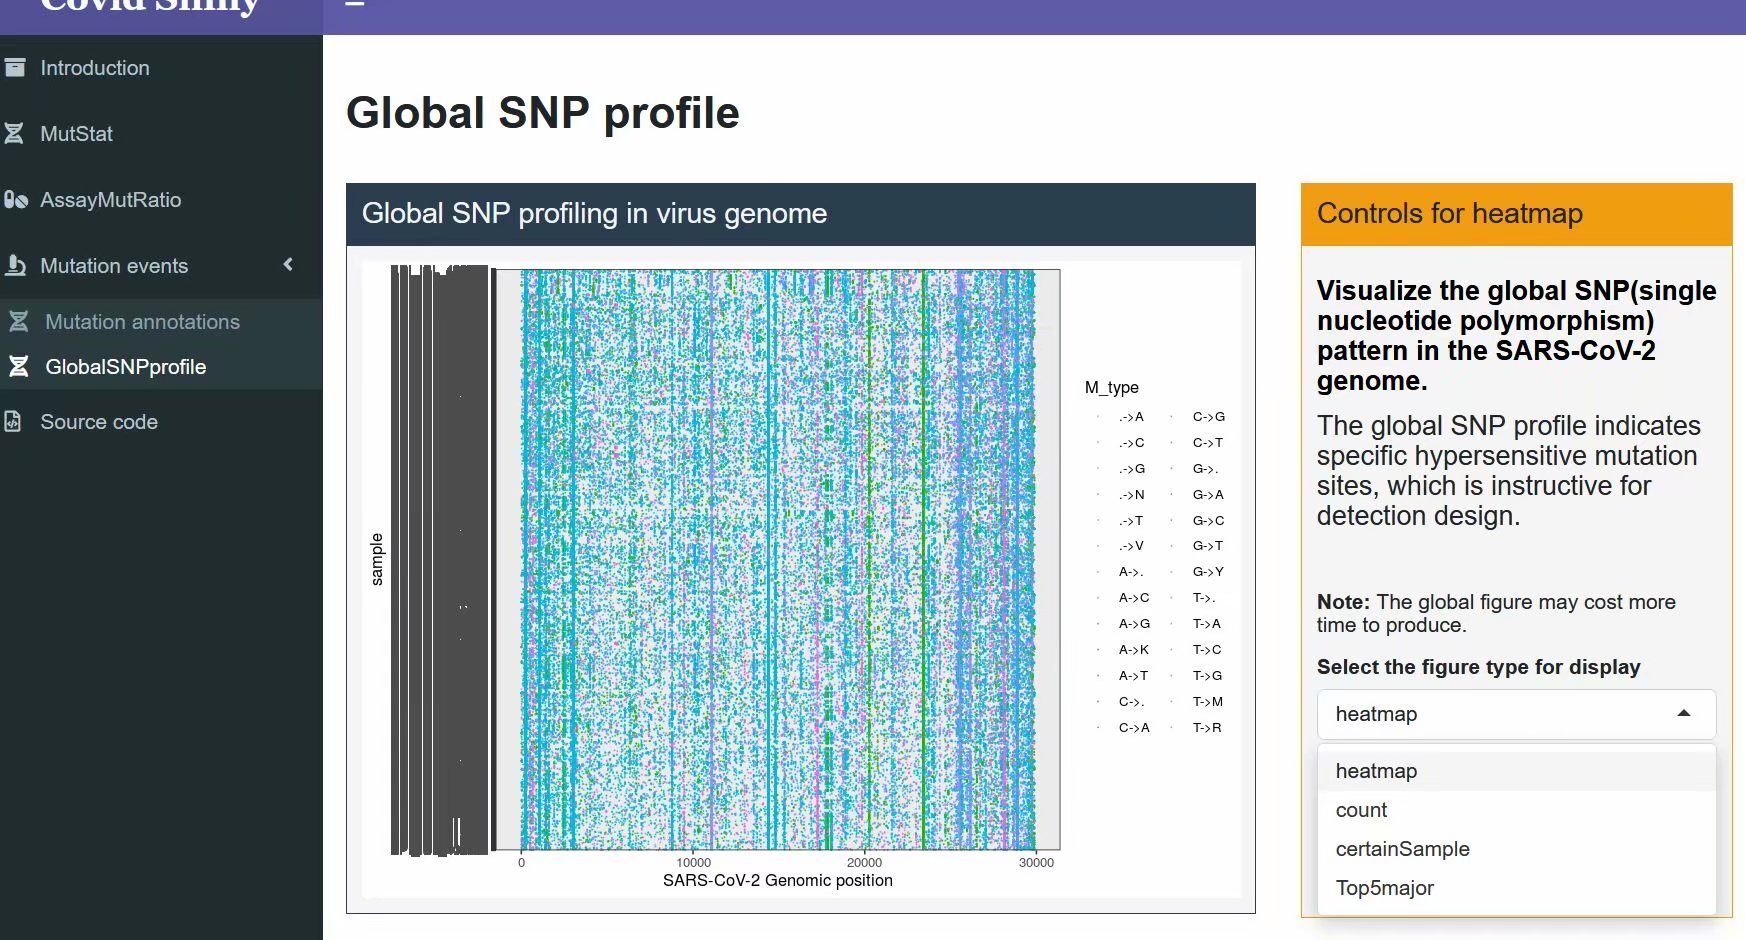 Covid Shiny
Introduction
MutStat
AssayMutRatio
Mutation events
Mutation annotations
GlobalSNPprofile
Source code
Global SNP profile
Global SNP profiling in virus genome
sample
0
10000
20000
30000
SARS-CoV-2 Genomic position
M_type
.->A
.->C
.->G
.->N
.->T
.->V
A->.
A->C
A->G
A->K
A->T
C->.
C->A
C->G
C->T
G->.
G->A
G->C
G->T
G->Y
T->.
T->A
T->C
T->G
T->M
T->R
Controls for heatmap
Visualize the global SNP(single
nucleotide polymorphism)
pattern in the SARS-CoV-2
genome.
The global SNP profile indicates
specific hypersensitive mutation
sites, which is instructive for
detection design.
Note: The global figure may cost more
time to produce.
Select the figure type for display
heatmap
heatmap
count
certainSample
Top5major